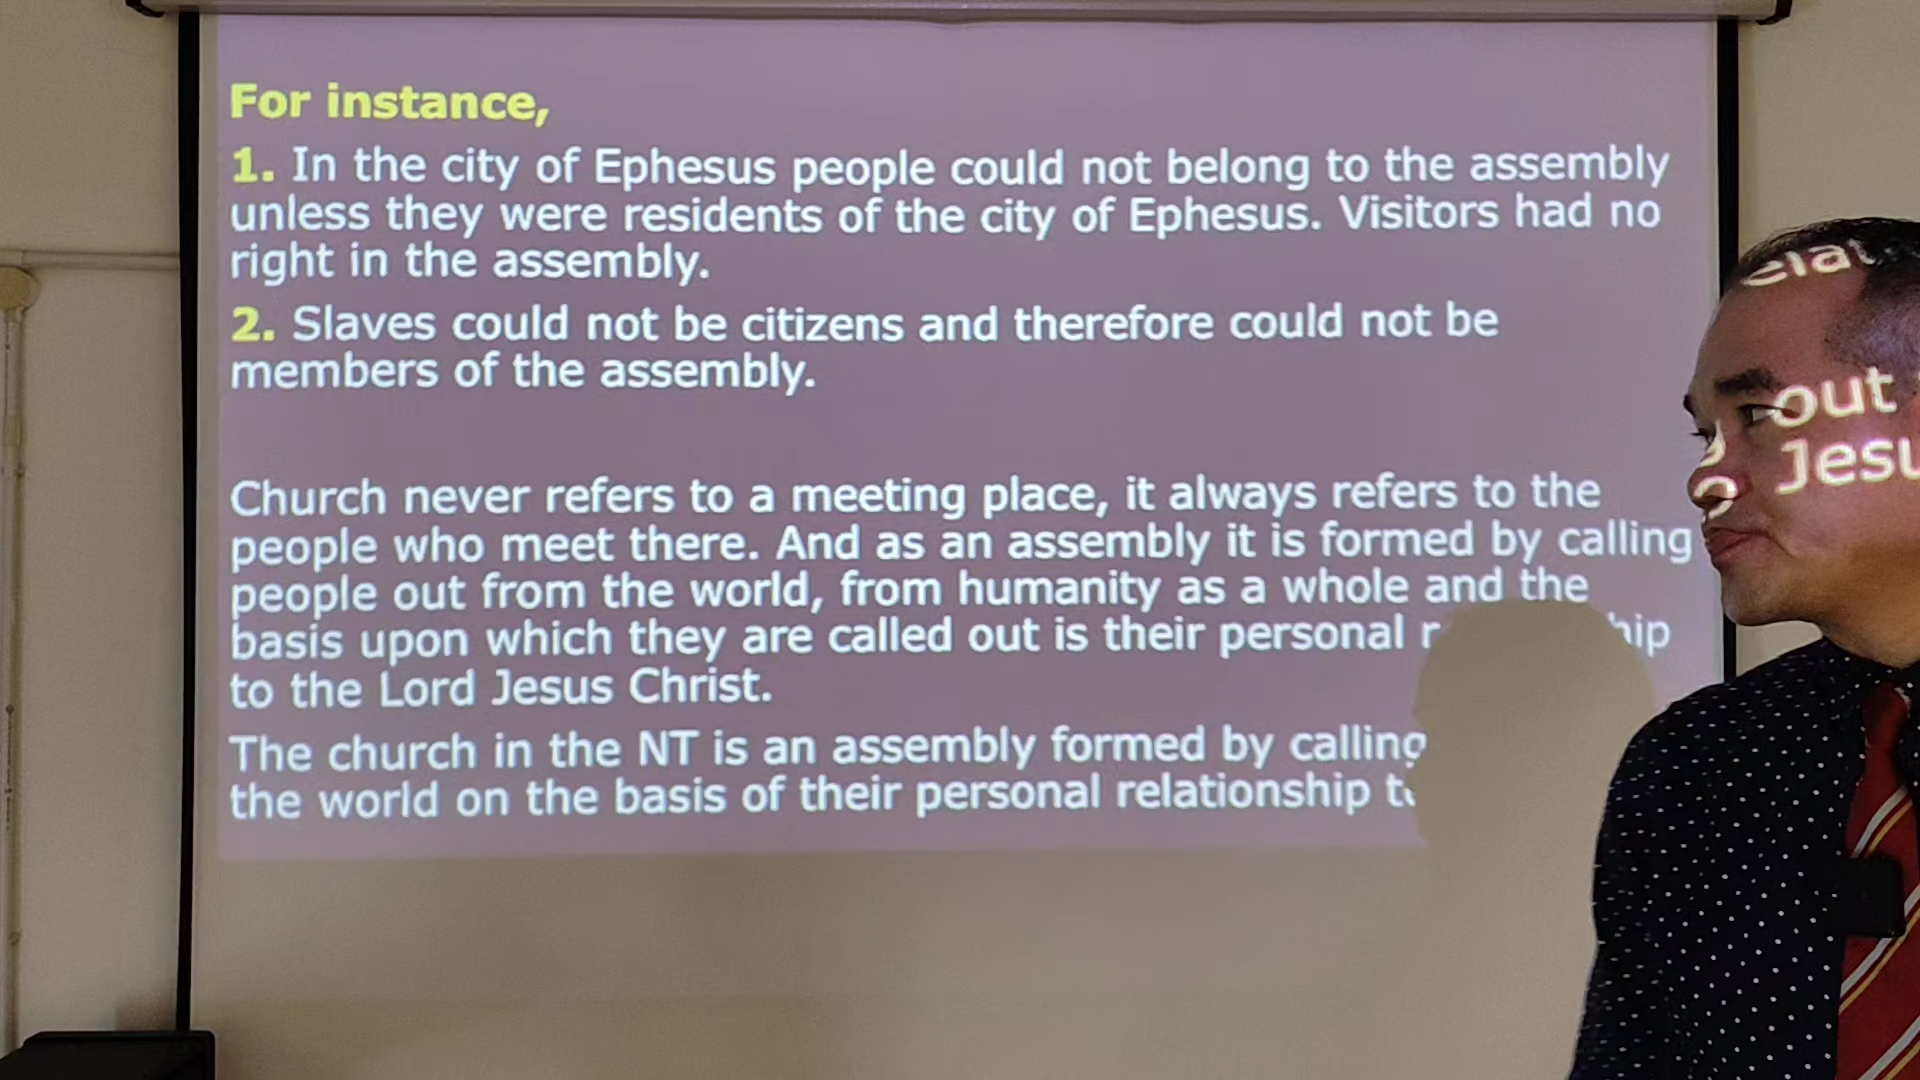 For instance,
1. In the city of Ephesus people could not belong to the assembly
unless they were residents of the city of Ephesus. Visitors had no
right in the assembly.
2. Slaves could not be citizens and therefore could not be
members of the assembly.
Church never refers to a meeting place, it always refers to the
people who meet there. And as an assembly it is formed by calling
people out from the world, from humanity as a whole and the
basis upon which they are called out is their personal
to the Lord Jesus Christ.
The church in the NT is an assembly formed by calling
the world on the basis of their personal relationship
out